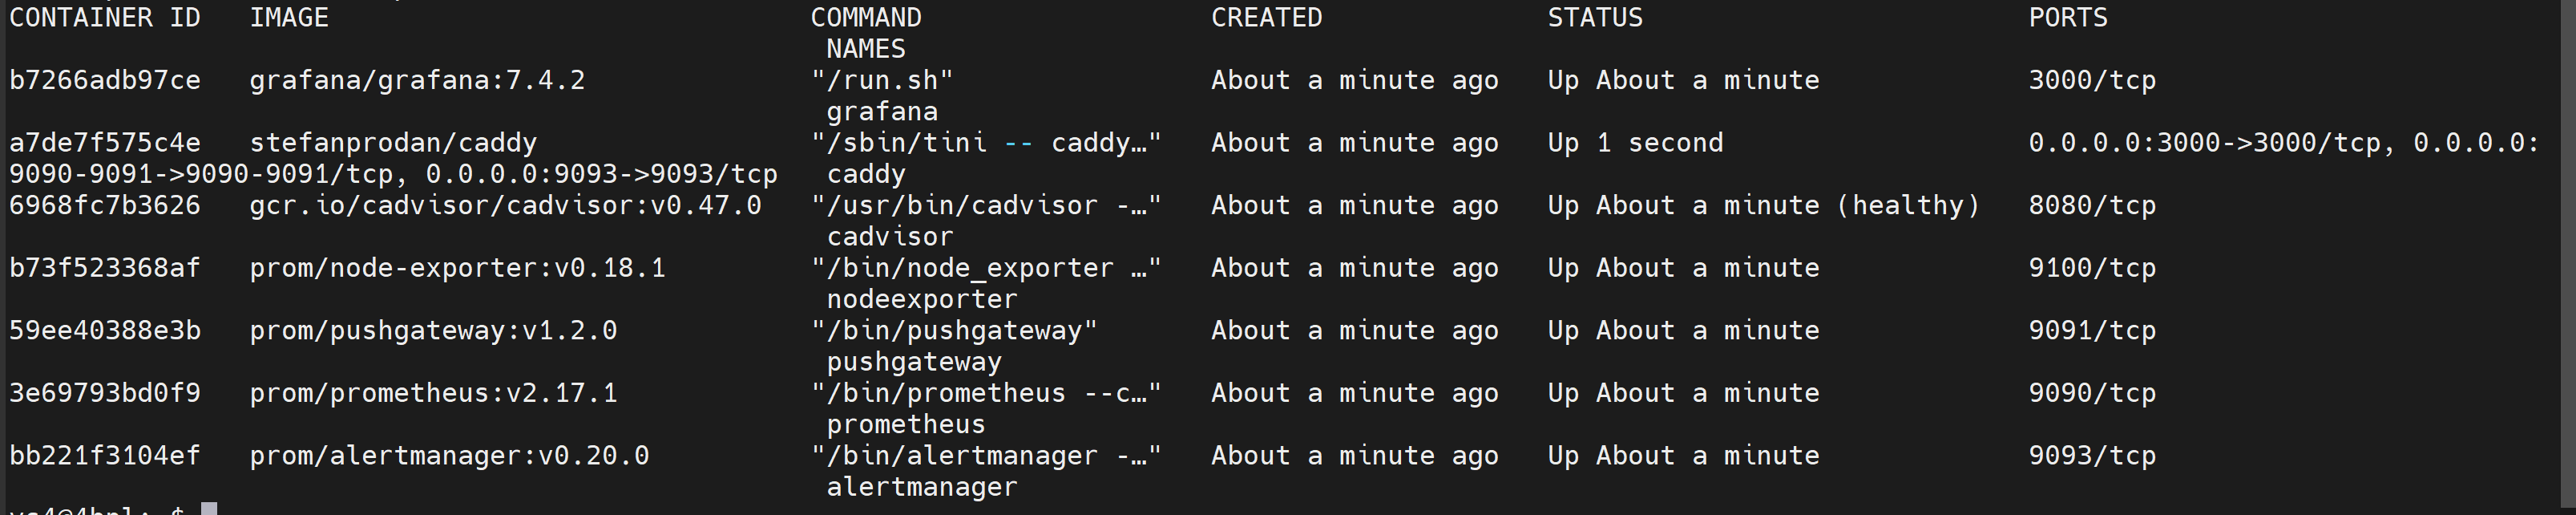 CONTAINER ID   IMAGE                              COMMAND                  CREATED              STATUS                        PORTS
NAMES
b7266adb97ce   grafana/grafana:7.4.2              "/run.sh"                About a minute ago   Up About a minute             3000/tcp
grafana
a7de7f575c4e   stefanprodan/caddy                 "/sbin/tini -- caddy…"   About a minute ago   Up 1 second                   0.0.0.0:3000->3000/tcp, 0.0.0.0:
9090-9091->9090-9091/tcp, 0.0.0.0:9093->9093/tcp   caddy
6968fc7b3626   gcr.io/cadvisor/cadvisor:v0.47.0   "/usr/bin/cadvisor -…"   About a minute ago   Up About a minute (healthy)   8080/tcp
cadvisor
b73f523368af   prom/node-exporter:v0.18.1         "/bin/node_exporter …"   About a minute ago   Up About a minute             9100/tcp
nodeexporter
59ee40388e3b   prom/pushgateway:v1.2.0            "/bin/pushgateway"       About a minute ago   Up About a minute             9091/tcp
pushgateway
3e69793bd0f9   prom/prometheus:v2.17.1            "/bin/prometheus --c…"   About a minute ago   Up About a minute             9090/tcp
prometheus
bb221f3104ef   prom/alertmanager:v0.20.0          "/bin/alertmanager -…"   About a minute ago   Up About a minute             9093/tcp
alertmanager